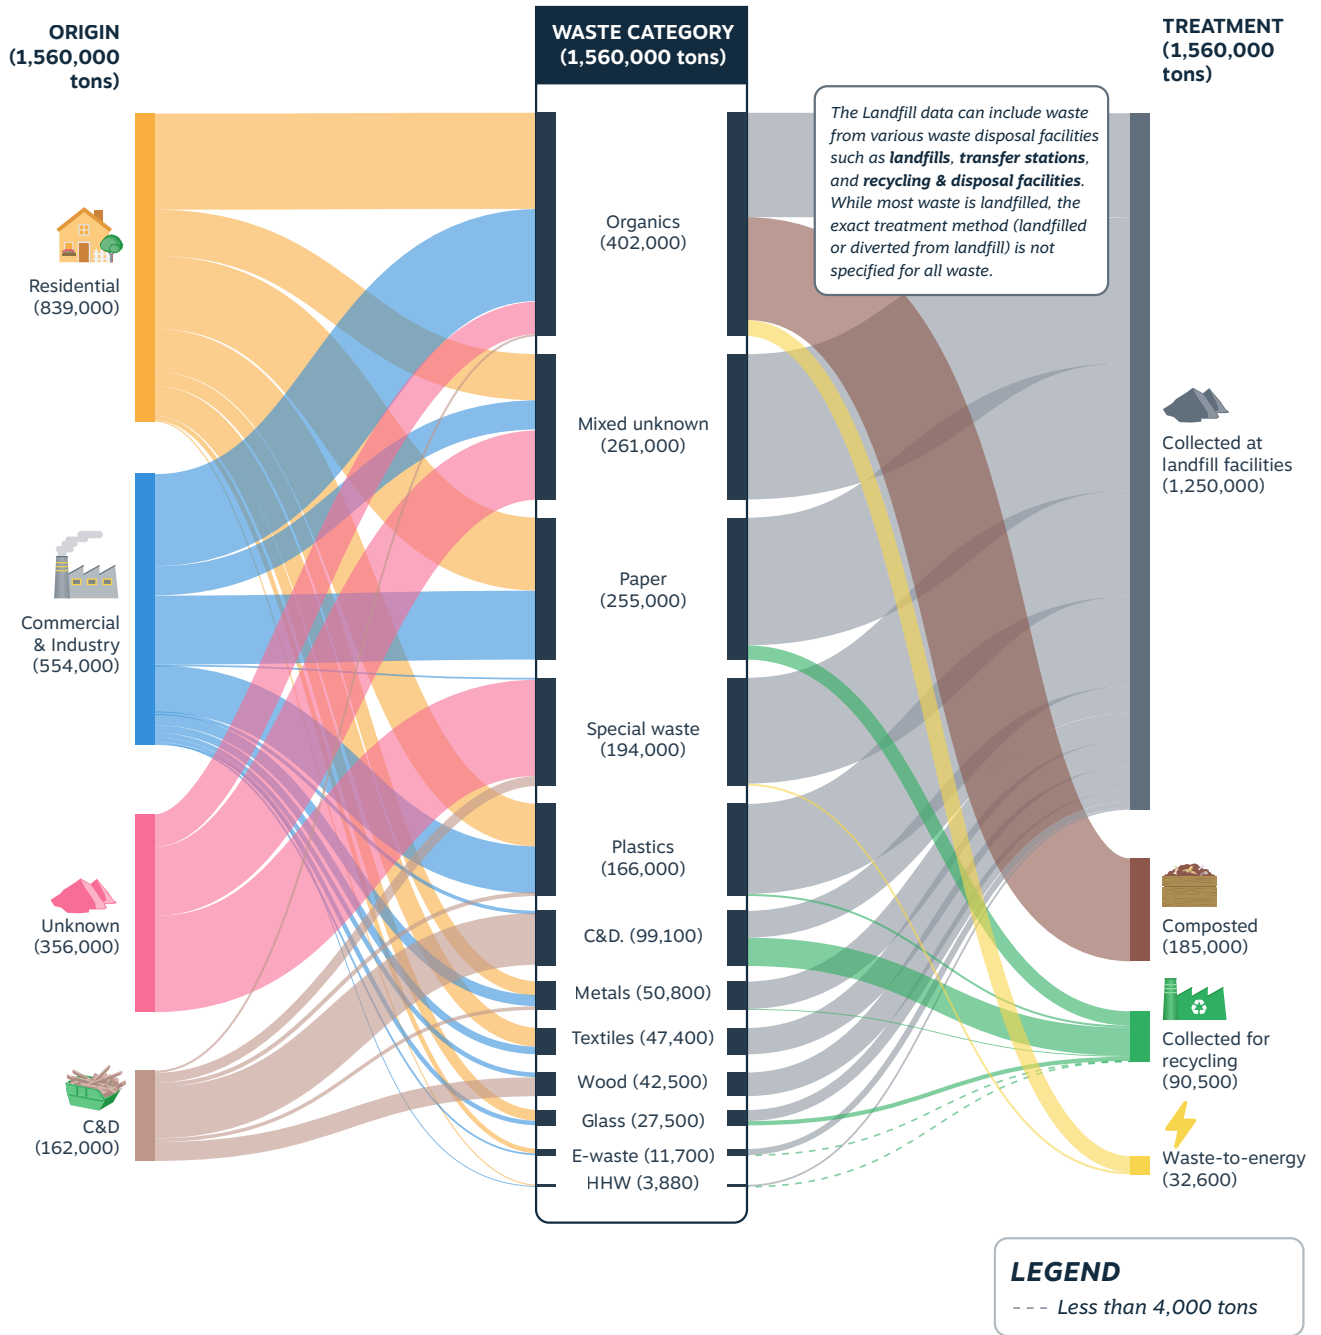 ORIGIN
(1,560,000
tons)
WASTE CATEGORY
(1,560,000 tons)
TREATMENT
(1,560,000
tons)
The Landfill data can include waste
from various waste disposal facilities
such as landfills, transfer stations,
and recycling & disposal facilities.
While most waste is landfilled, the
exact treatment method (landfilled
or diverted from landfill) is not
specified for all waste.
Residential
(839,000)
Commercial
& Industry
(554,000)
Unknown
(356,000)
C&D
(162,000)
Organics
(402,000)
Mixed unknown
(261,000)
Paper
(255,000)
Special waste
(194,000)
Plastics
(166,000)
C&D. (99,100)
Metals (50,800)
Textiles (47,400)
Wood (42,500)
Glass (27,500)
E-waste (11,700)
HHW (3,880)
Collected at
landfill facilities
(1,250,000)
Composted
(185,000)
Collected for
recycling
(90,500)
Waste-to-energy
(32,600)
LEGEND
Less than 4,000 tons